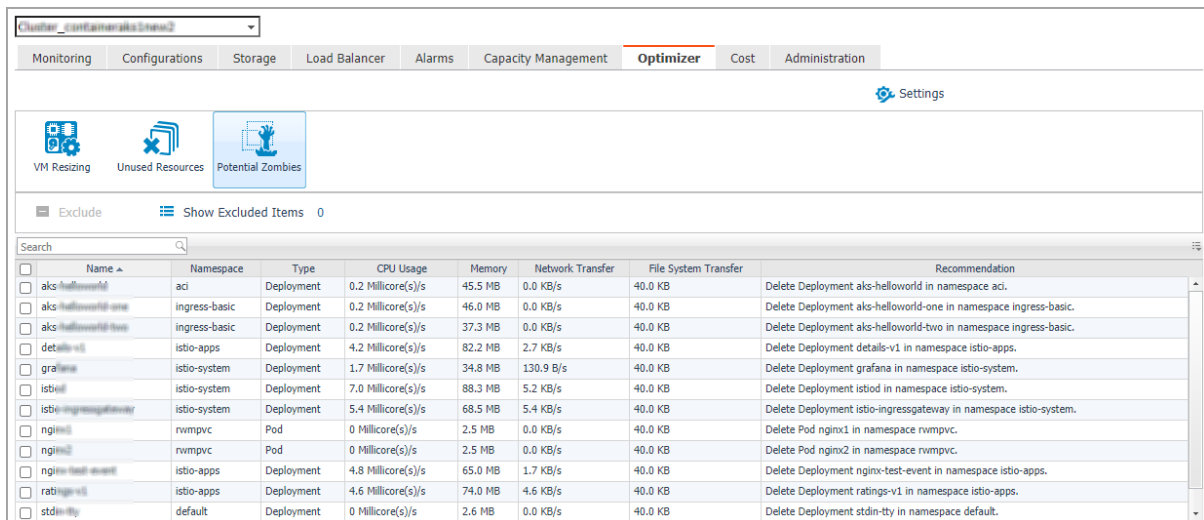 Monitoring Configurations Storage Load Balancer Alarms Capacity Management Optimizer Cost Administration
Settings
VM Resizing Unused Resources Potential Zombies
Exclude Show Excluded Items 0
Search
Name Namespace Type CPU Usage Memory Network Transfer File System Transfer Recommendation
aks aci Deployment 0.2 Millicore(s)/s 45.5 MB 0.0 KB/s 40.0 KB Delete Deployment aks-helloworld in namespace aci.
aks ingress-basic Deployment 0.2 Millicore(s)/s 46.0 MB 0.0 KB/s 40.0 KB Delete Deployment aks-helloworld-one in namespace ingress-basic.
aks ingress-basic Deployment 0.2 Millicore(s)/s 37.3 MB 0.0 KB/s 40.0 KB Delete Deployment aks-helloworld-two in namespace ingress-basic.
det istio-apps Deployment 4.2 Millicore(s)/s 82.2 MB 2.7 KB/s 40.0 KB Delete Deployment details-v1 in namespace istio-apps.
gra istio-system Deployment 1.7 Millicore(s)/s 34.8 MB 130.9 B/s 40.0 KB Delete Deployment grafana in namespace istio-system.
isti istio-system Deployment 7.0 Millicore(s)/s 88.3 MB 5.2 KB/s 40.0 KB Delete Deployment istiod in namespace istio-system.
isti istio-system Deployment 5.4 Millicore(s)/s 68.5 MB 5.4 KB/s 40.0 KB Delete Deployment istio-ingressgateway in namespace istio-system.
ngi rwmpvc Pod 0 Millicore(s)/s 2.5 MB 0.0 KB/s 40.0 KB Delete Pod nginx1 in namespace rwmpvc.
ngi rwmpvc Pod 0 Millicore(s)/s 2.5 MB 0.0 KB/s 40.0 KB Delete Pod nginx2 in namespace rwmpvc.
ngi istio-apps Deployment 4.8 Millicore(s)/s 65.0 MB 1.7 KB/s 40.0 KB Delete Deployment nginx-test-event in namespace istio-apps.
rati istio-apps Deployment 4.6 Millicore(s)/s 74.0 MB 4.6 KB/s 40.0 KB Delete Deployment ratings-v1 in namespace istio-apps.
std default Deployment 0 Millicore(s)/s 2.6 MB 0.0 KB/s 40.0 KB Delete Deployment stdin-tty in namespace default.